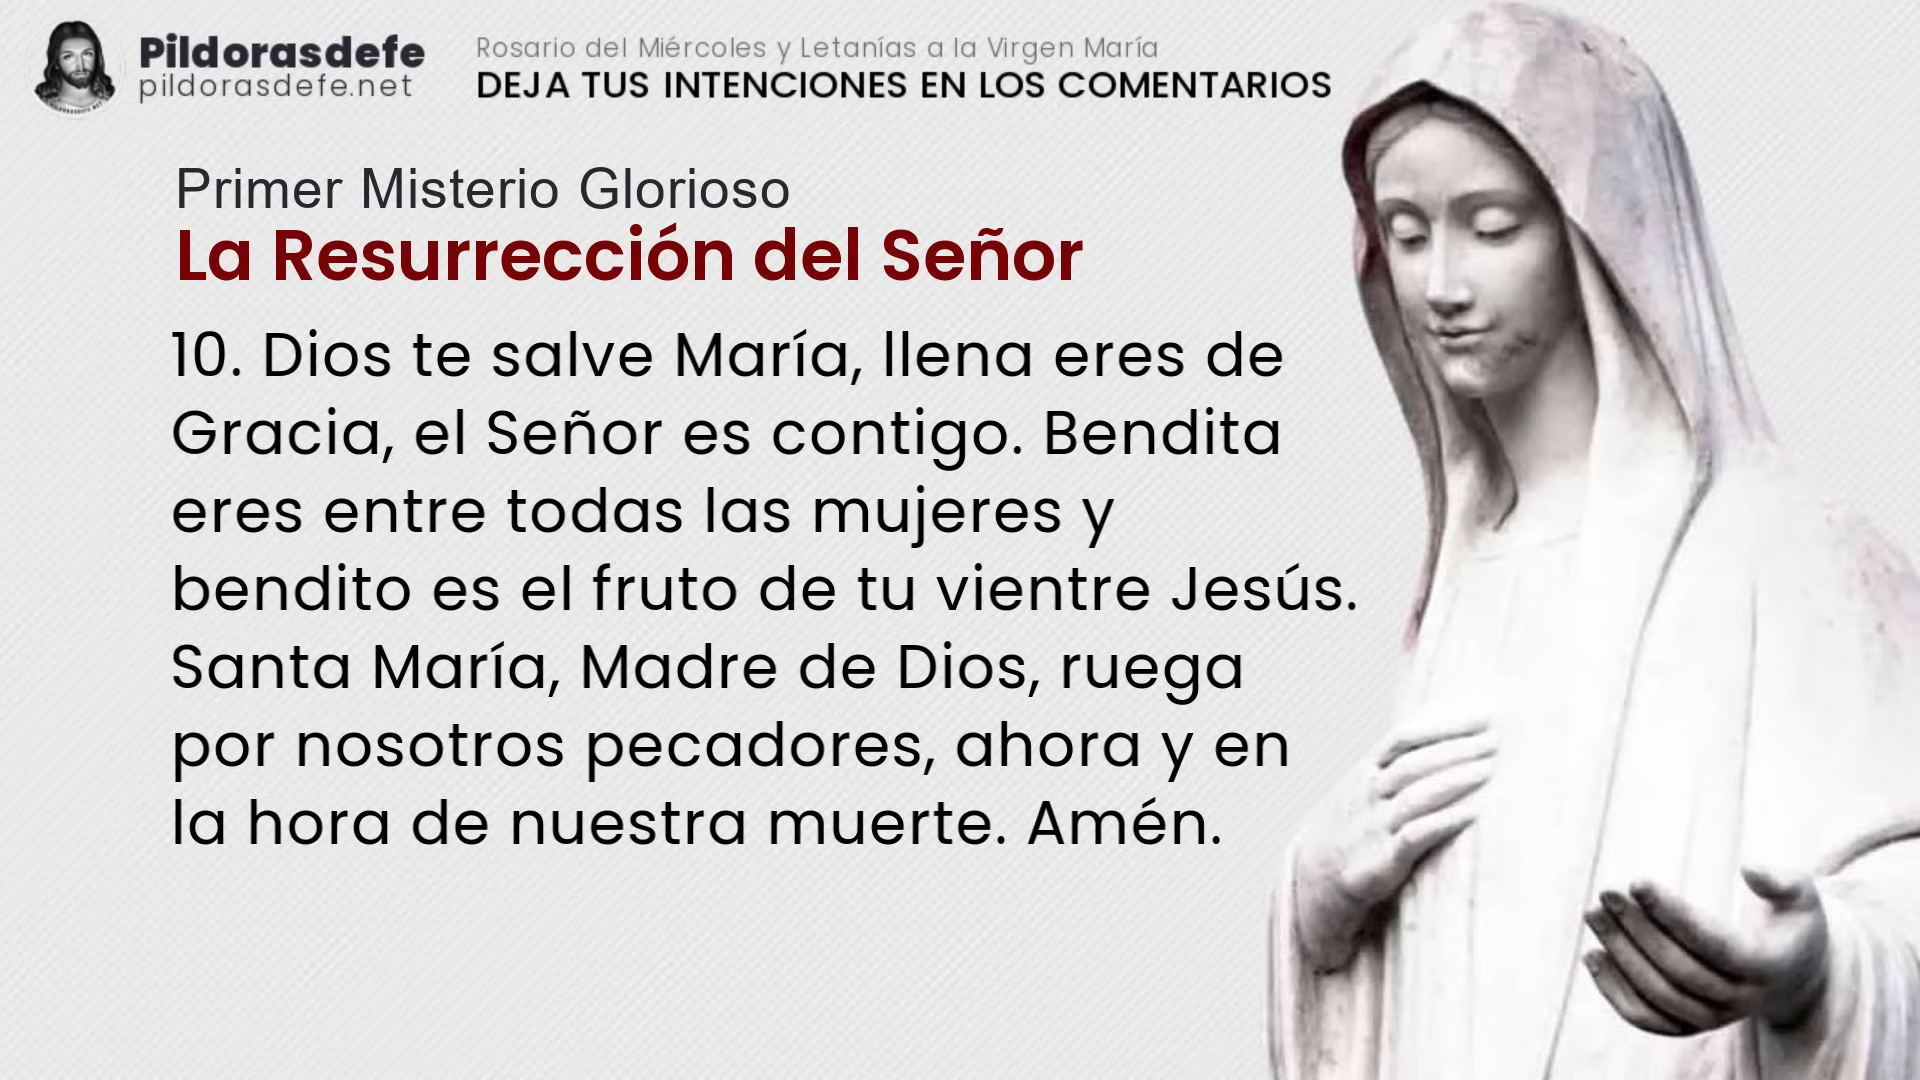 Pildorasdefe
pildorasdefe.net
Rosario del Miércoles y Letanías a la Virgen María
DEJA TUS INTENCIONES EN LOS COMENTARIOS
Primer Misterio Glorioso
La Resurrección del Señor
10. Dios te salve María, llena eres de
Gracia, el Señor es contigo. Bendita
eres entre todas las mujeres y
bendito es el fruto de tu vientre Jesús.
Santa María, Madre de Dios, ruega
por nosotros pecadores, ahora y en
la hora de nuestra muerte. Amén.